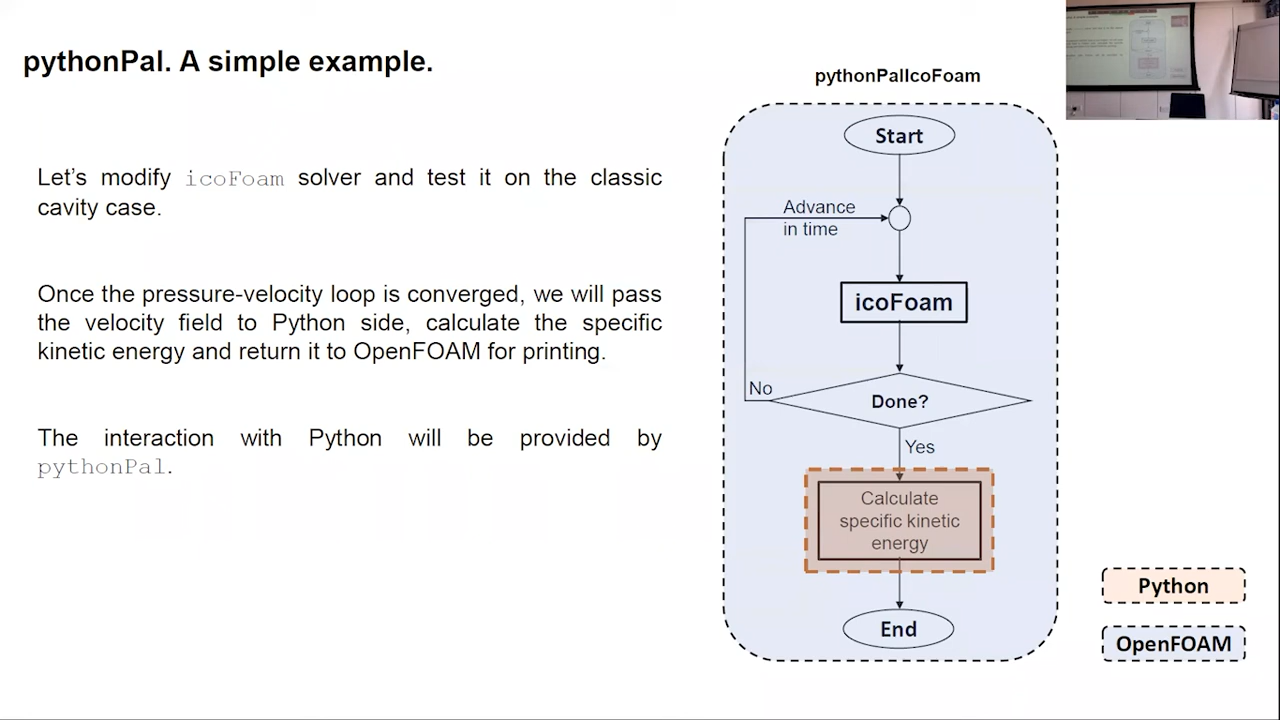 pythonPal. A simple example.
Let’s modify icoFoam solver and test it on the classic
cavity case.
Once the pressure-velocity loop is converged, we will pass
the velocity field to Python side, calculate the specific
kinetic energy and return it to OpenFOAM for printing.
The interaction with Python will be provided by
pythonPal.
pythonPalIcoFoam
Start
Advance
in time
icoFoam
No
Done?
Yes
Calculate
specific kinetic
energy
End
Python
OpenFOAM